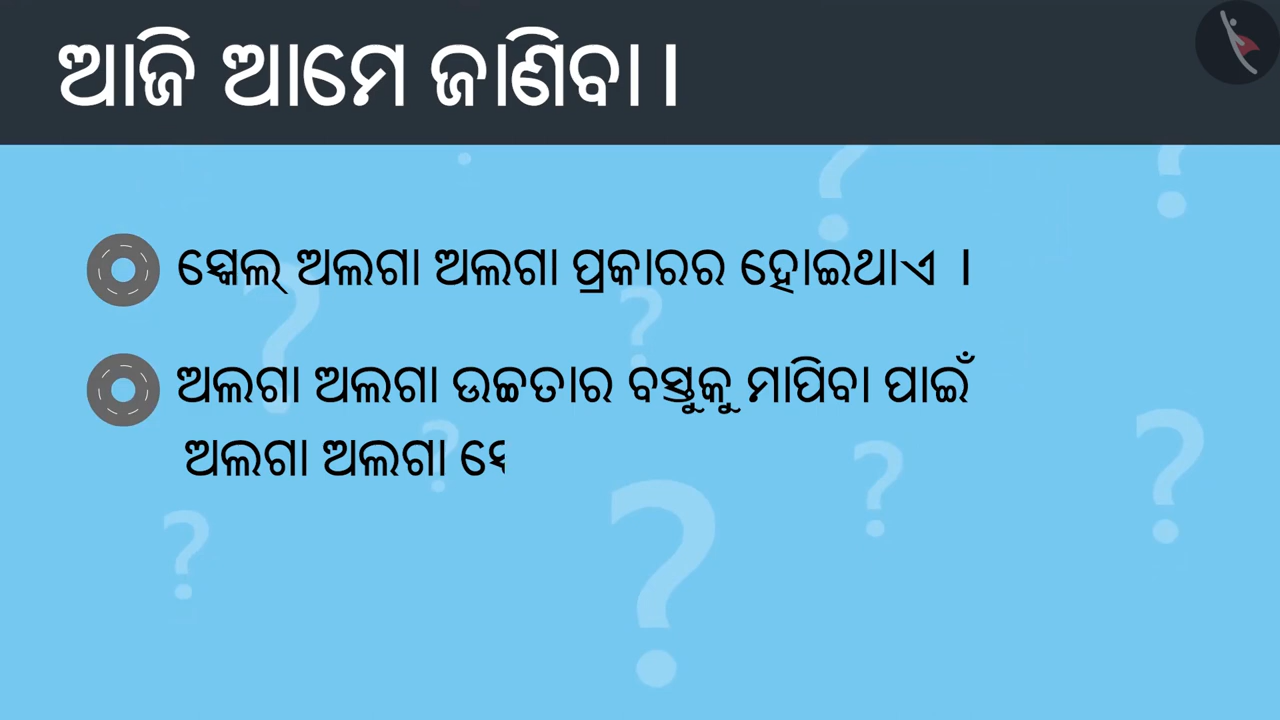 ଆଜି ଆମେ ଜାଣିବା ।
ସ୍କେଲ୍ ଅଲଗା ଅଲଗା ପ୍ରକାରର ହୋଇଥାଏ ।
ଅଲଗା ଅଲଗା ଉଚ୍ଚତାର ବସ୍ତୁକୁ ମାପିବା ପାଇଁ
ଅଲଗା ଅଲଗା